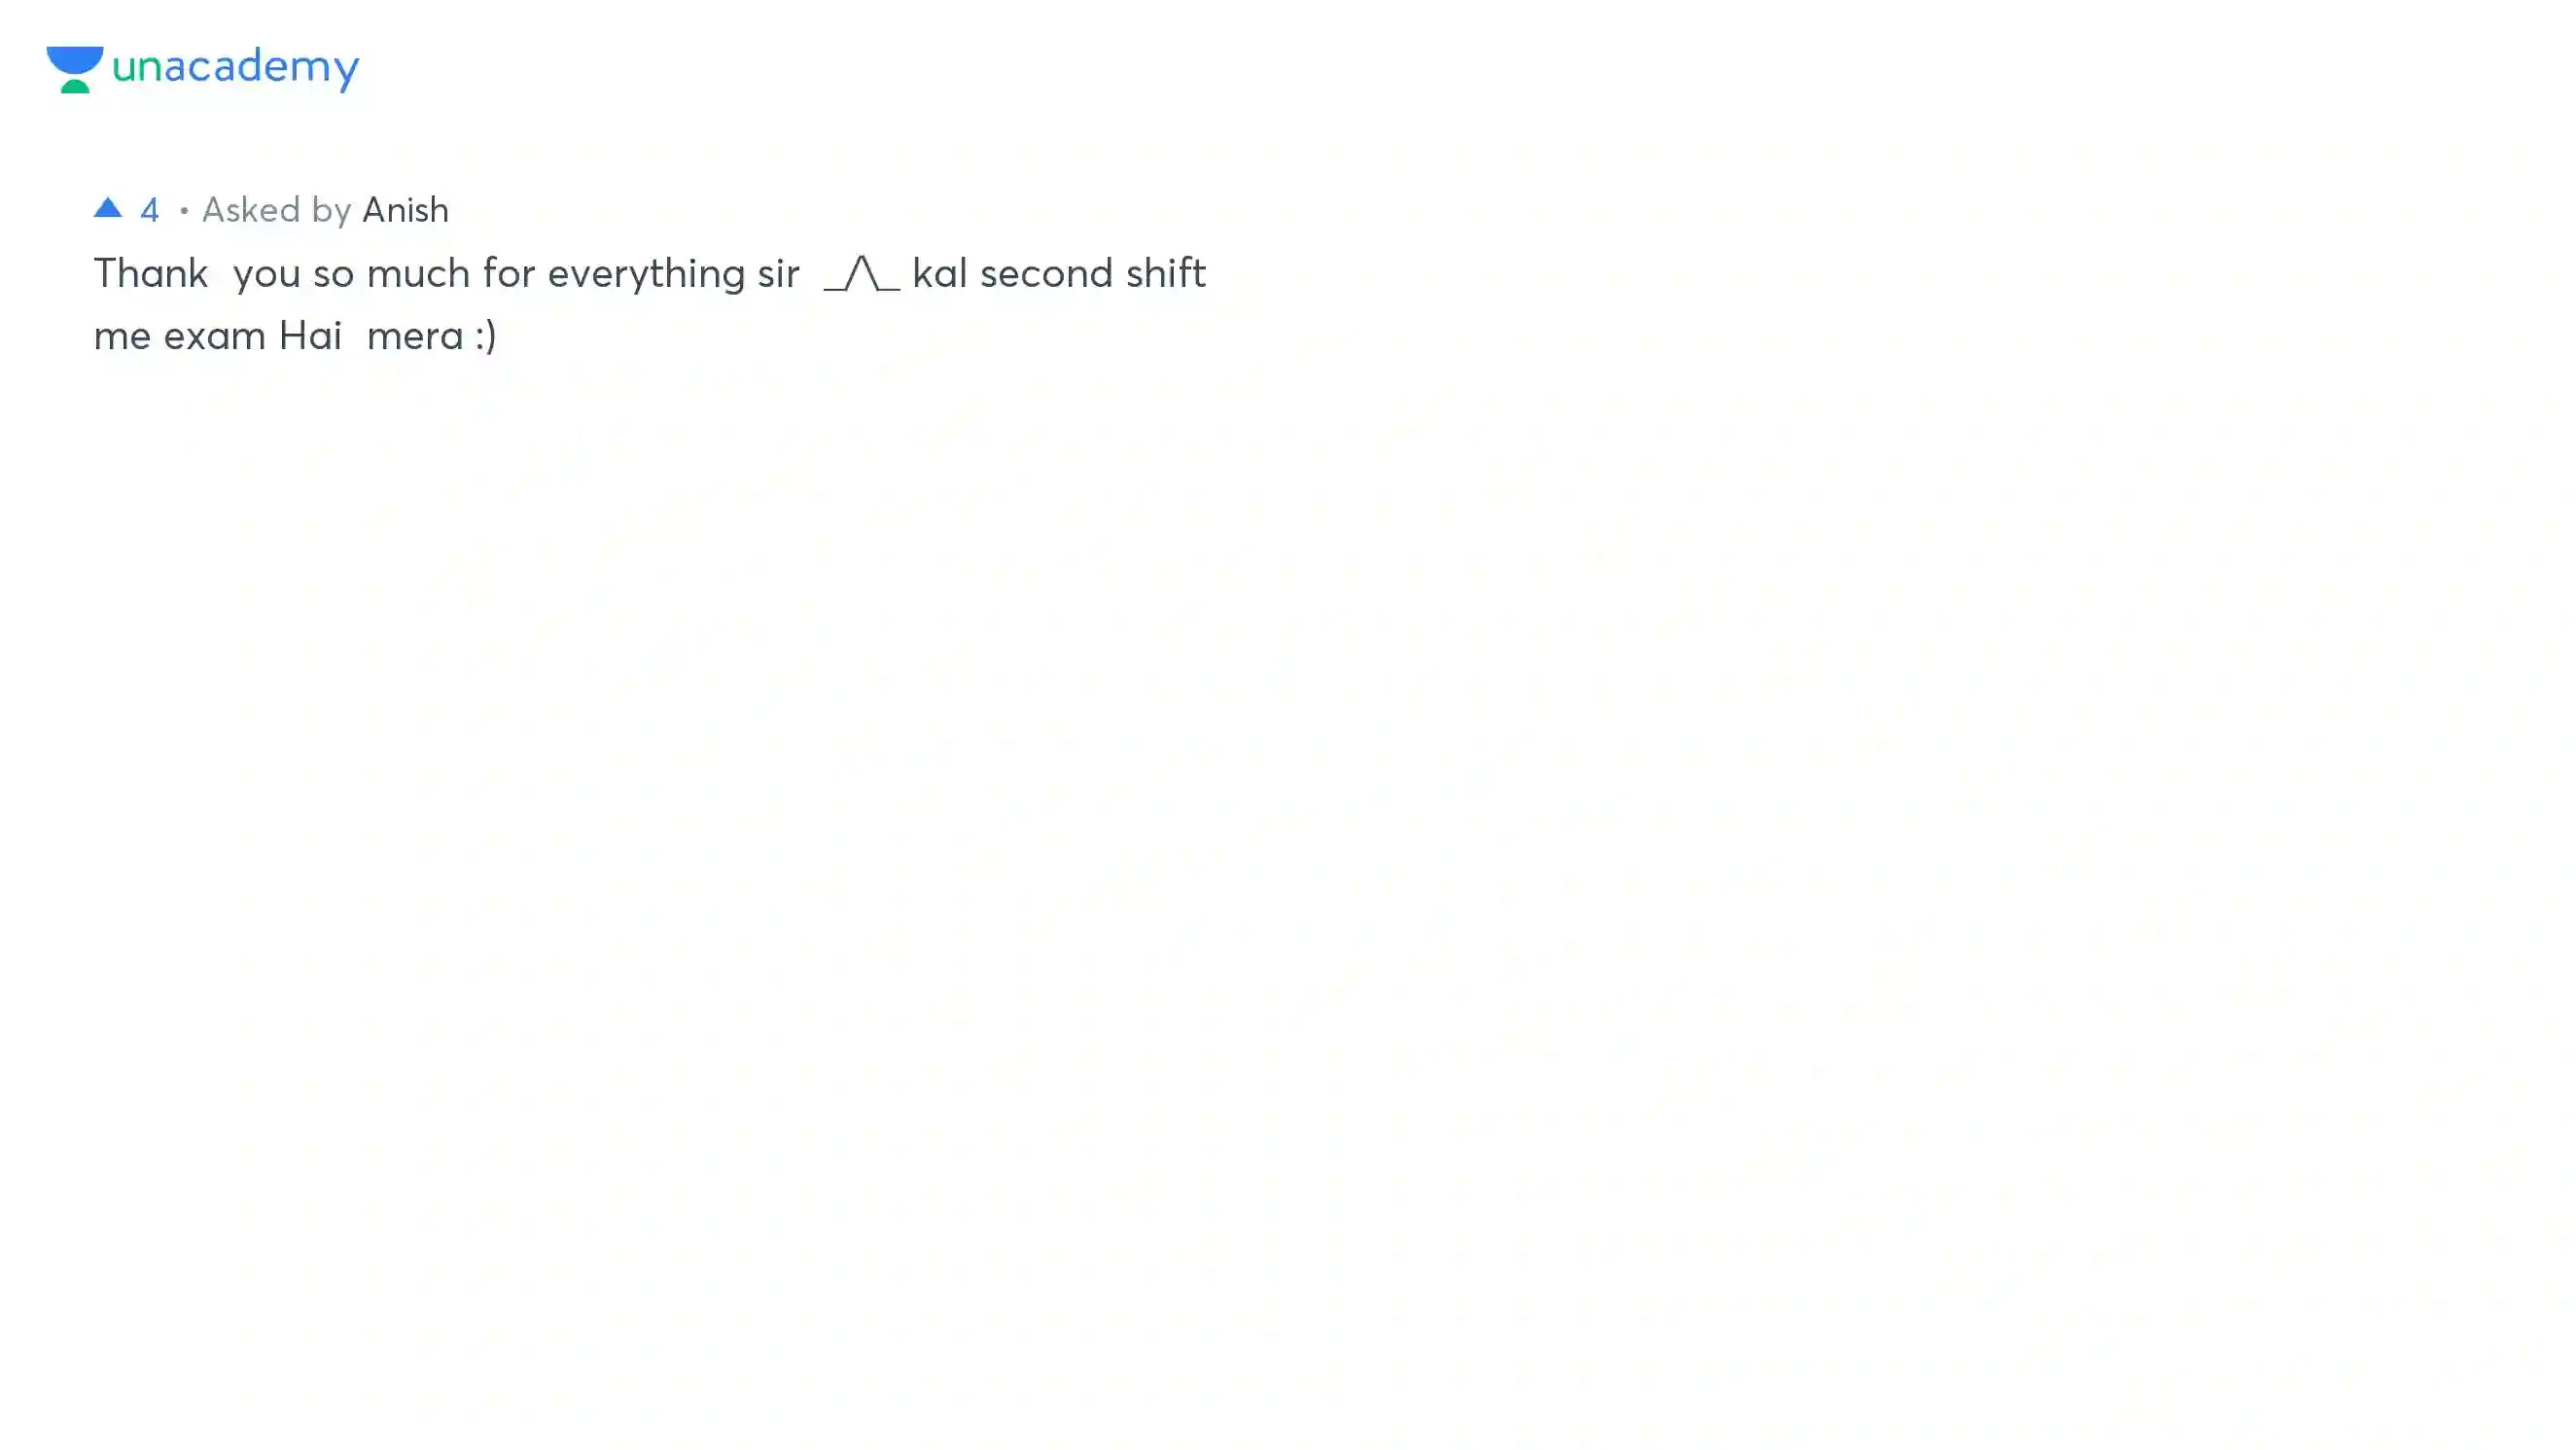 unacademy
▲ 4 • Asked by Anish
Thank you so much for everything sir _/\_ kal second shift
me exam Hai mera :)